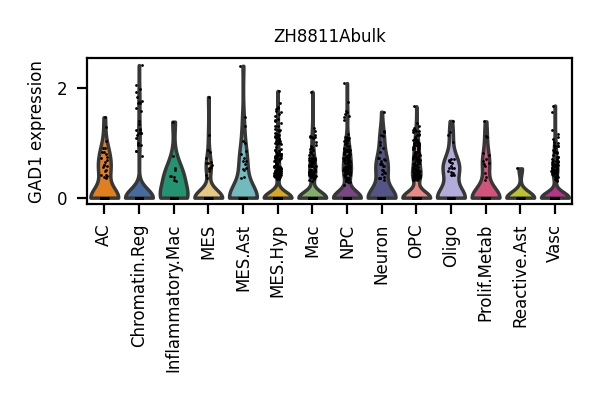 ZH8811Abulk
GAD1 expression
2
0
AC
Chromatin.Reg
Inflammatory.Mac
MES
MES.Ast
MES.Hyp
Mac
NPC
Neuron
OPC
Oligo
Prolif.Metab
Reactive.Ast
Vasc